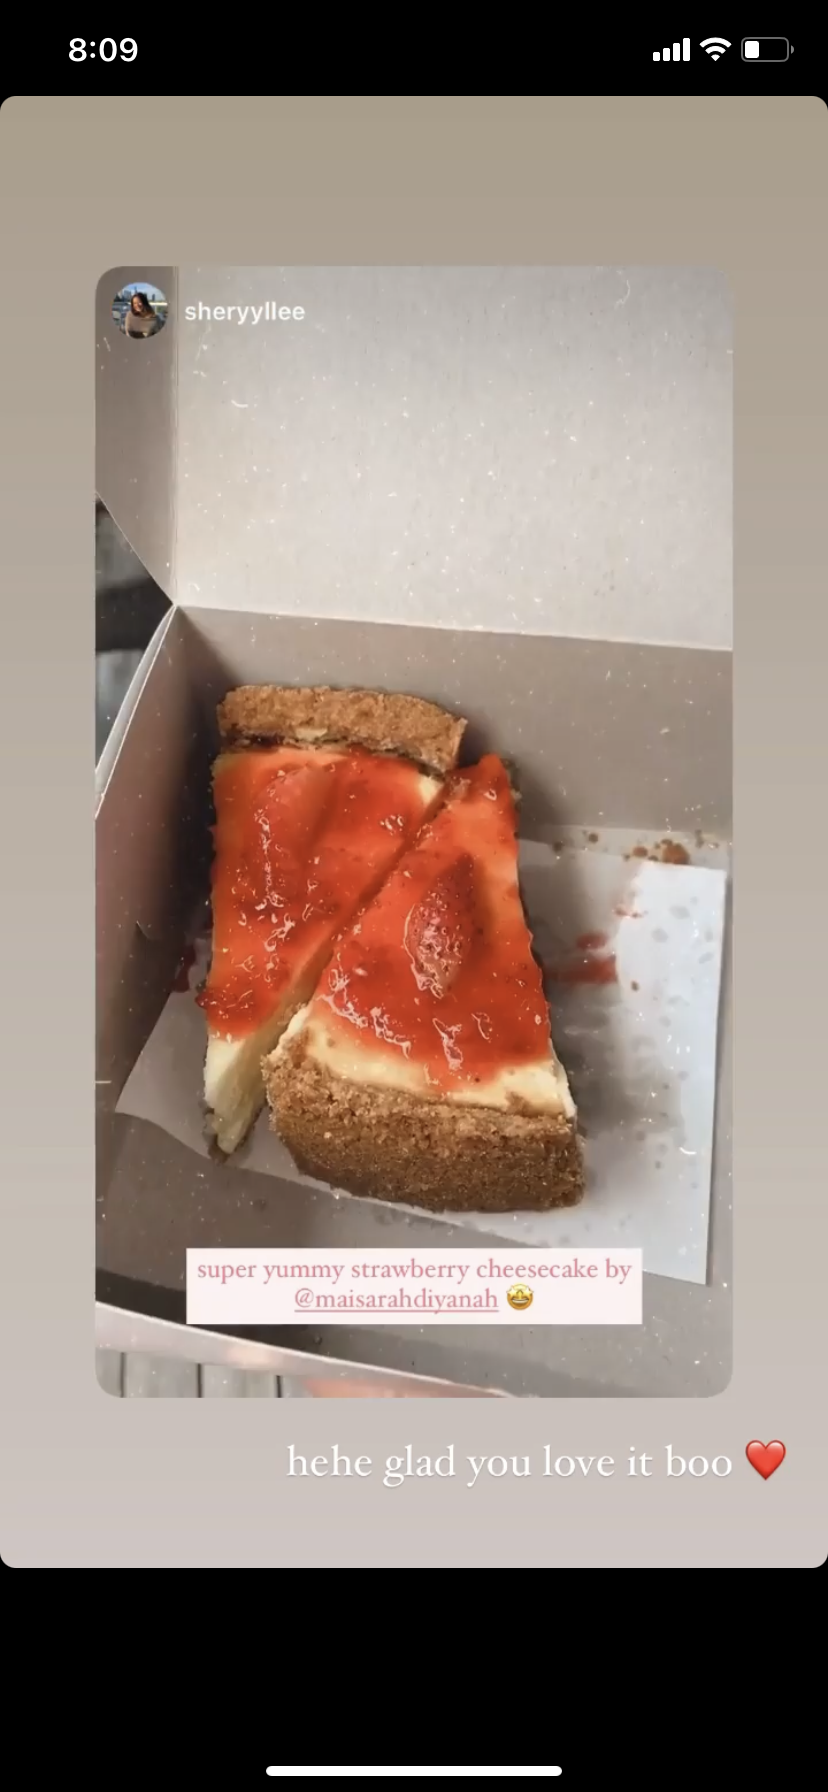 8:09
sheryyllee
super yummy strawberry cheesecake by
@maisarahdiyanah 🤩
hehe glad you love it boo ❤️